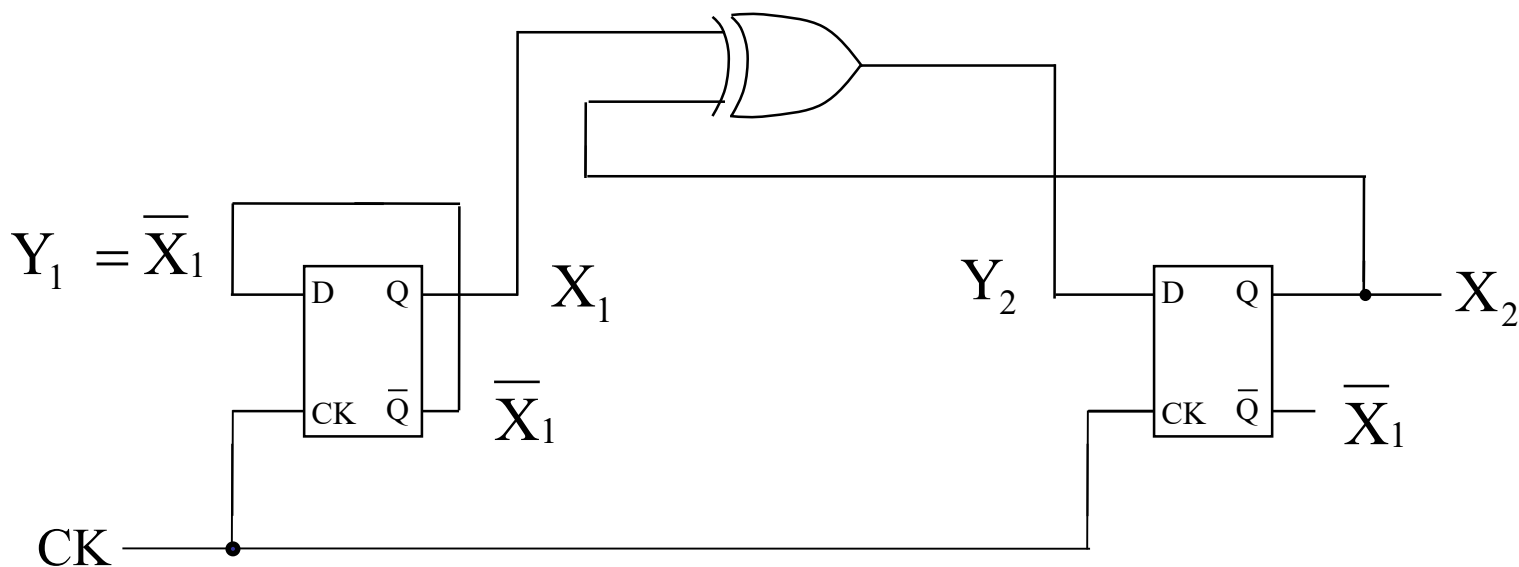 Y₁ = X̅₁
D Q
X₁
Y₂
D Q
X₂
CK Q̅
X̅₁
CK Q̅
X̅₁
CK